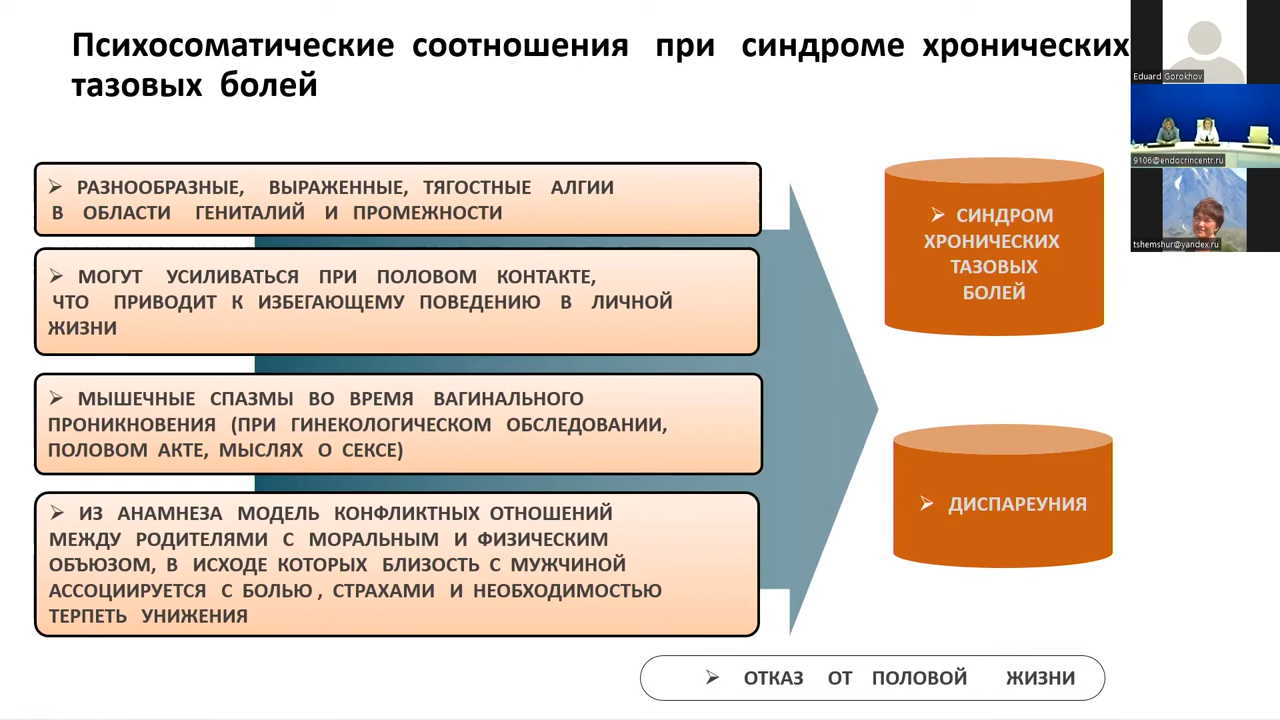 Психосоматические соотношения при синдроме хронических
тазовых болей
➢ РАЗНООБРАЗНЫЕ, ВЫРАЖЕННЫЕ, ТЯГОСТНЫЕ АЛГИИ
В ОБЛАСТИ ГЕНИТАЛИЙ И ПРОМЕЖНОСТИ
➢ МОГУТ УСИЛИВАТЬСЯ ПРИ ПОЛОВОМ КОНТАКТЕ,
ЧТО ПРИВОДИТ К ИЗБЕГАЮЩЕМУ ПОВЕДЕНИЮ В ЛИЧНОЙ
ЖИЗНИ
➢ МЫШЕЧНЫЕ СПАЗМЫ ВО ВРЕМЯ ВАГИНАЛЬНОГО
ПРОНИКНОВЕНИЯ (ПРИ ГИНЕКОЛОГИЧЕСКОМ ОБСЛЕДОВАНИИ,
ПОЛОВОМ АКТЕ, МЫСЛЯХ О СЕКСЕ)
➢ ИЗ АНАМНЕЗА МОДЕЛЬ КОНФЛИКТНЫХ ОТНОШЕНИЙ
МЕЖДУ РОДИТЕЛЯМИ С МОРАЛЬНЫМ И ФИЗИЧЕСКИМ
ОБЪЮЗОМ, В ИСХОДЕ КОТОРЫХ БЛИЗОСТЬ С МУЖЧИНОЙ
АССОЦИИРУЕТСЯ С БОЛЬЮ , СТРАХАМИ И НЕОБХОДИМОСТЬЮ
ТЕРПЕТЬ УНИЖЕНИЯ
➢ СИНДРОМ
ХРОНИЧЕСКИХ
ТАЗОВЫХ
БОЛЕЙ
➢ ДИСПАРЕУНИЯ
➢ ОТКАЗ ОТ ПОЛОВОЙ ЖИЗНИ
Eduard Gorokhov
9106@endocrincentr.ru
tshemshur@yandex.ru